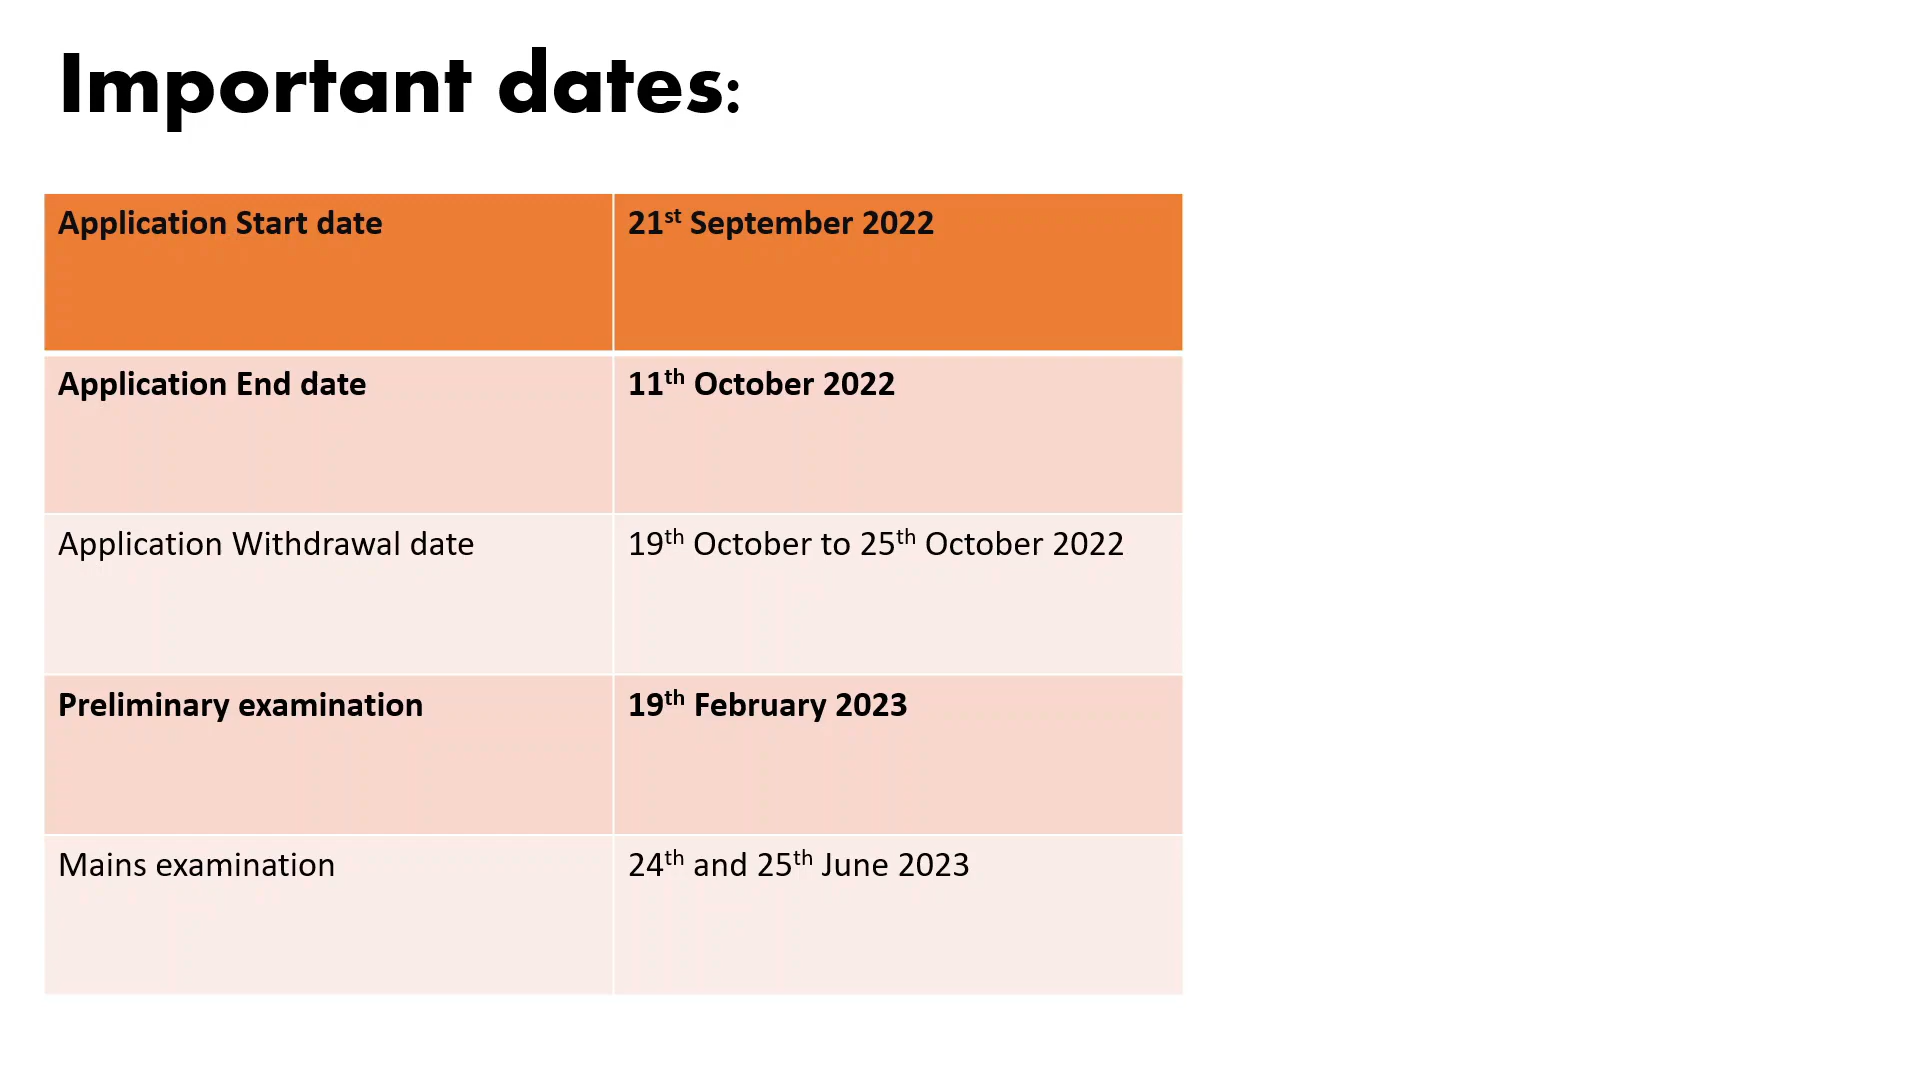 Important dates:
Application Start date 21st September 2022
Application End date 11th October 2022
Application Withdrawal date 19th October to 25th October 2022
Preliminary examination 19th February 2023
Mains examination 24th and 25th June 2023